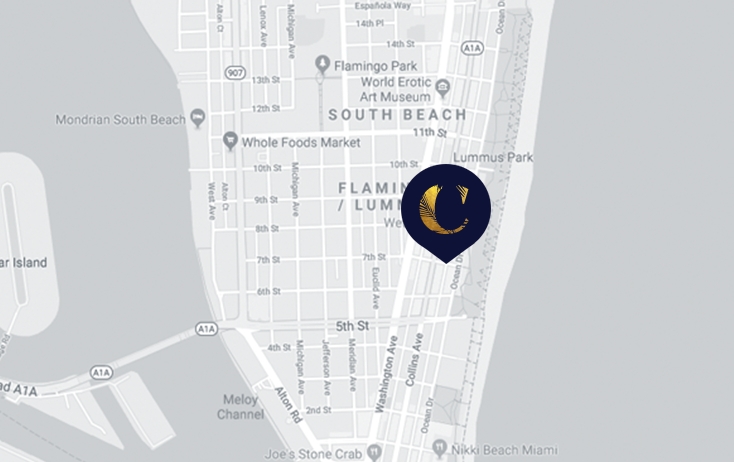 Española Way
14th Pl
Ocean Dr
Alton Ct
Lenox Ave
Michigan Ave
14th St
A1A
907
Flamingo Park
13th St
World Erotic
Art Museum
12th St
Mondrian South Beach
SOUTH BEACH
11th St
Whole Foods Market
10th St
Lummus Park
10th St
FLAMIN
/ LUMM
C
West Ave
Alton Ct
Michigan Ave
9th St
We
8th St
7th St
7th St
Ocean D
ar Island
Euclid Ave
6th St
A1A
5th St
4th St
Michigan Ave
Jefferson Ave
Meridian Ave
Washington Ave
Collins Ave
A1A
ad A1A
Meloy
Channel
Alton Rd
2nd St
Ocean Dr
Joe's Stone Crab
Nikki Beach Miami